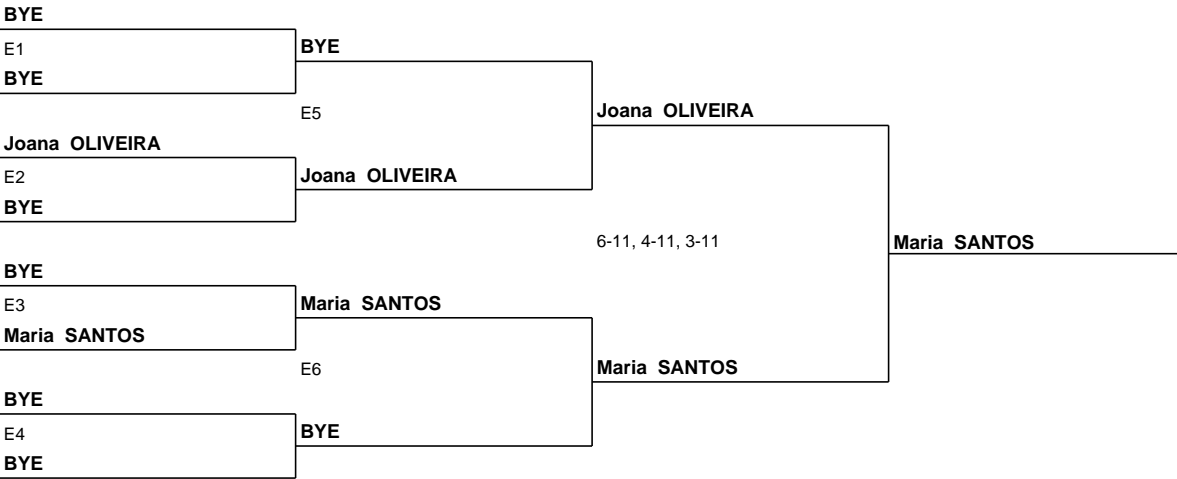 BYE
E1
BYE
BYE
E5
Joana OLIVEIRA
Joana OLIVEIRA
E2
Joana OLIVEIRA
BYE
6-11, 4-11, 3-11
Maria SANTOS
BYE
E3
Maria SANTOS
Maria SANTOS
E6
Maria SANTOS
BYE
E4
BYE
BYE